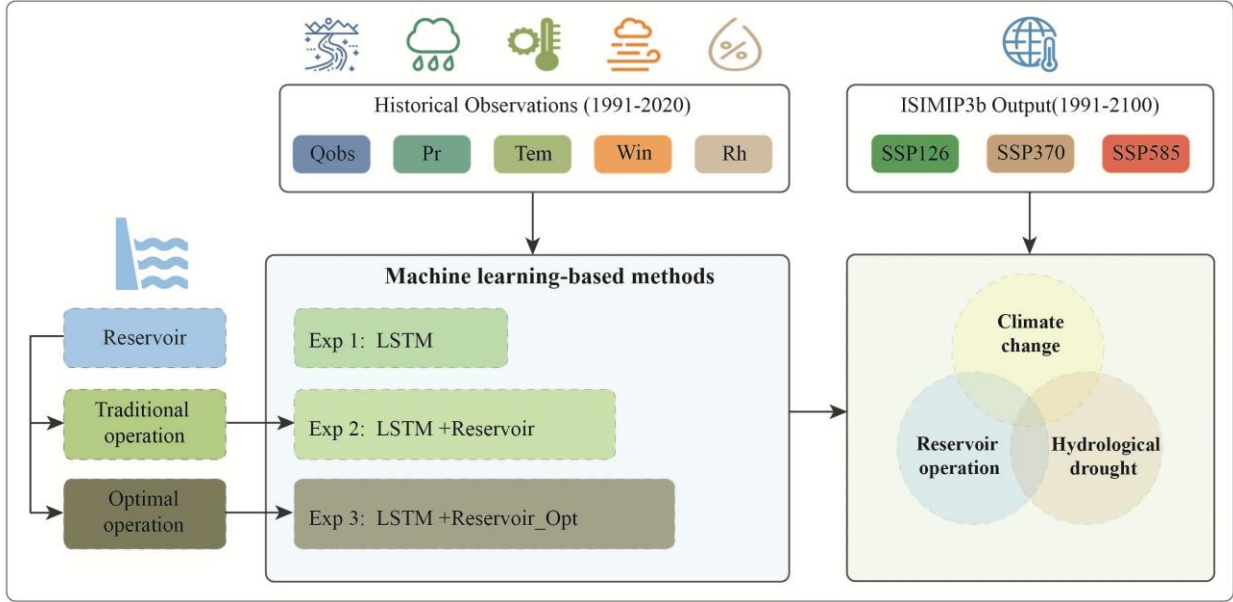 %
Historical Observations (1991-2020)
Qobs
Pr
Tem
Win
Rh
ISIMIP3b Output(1991-2100)
SSP126
SSP370
SSP585
Reservoir
Traditional
operation
Optimal
operation
Machine learning-based methods
Exp 1: LSTM
Exp 2: LSTM +Reservoir
Exp 3: LSTM +Reservoir_Opt
Climate
change
Reservoir
operation
Hydrological
drought